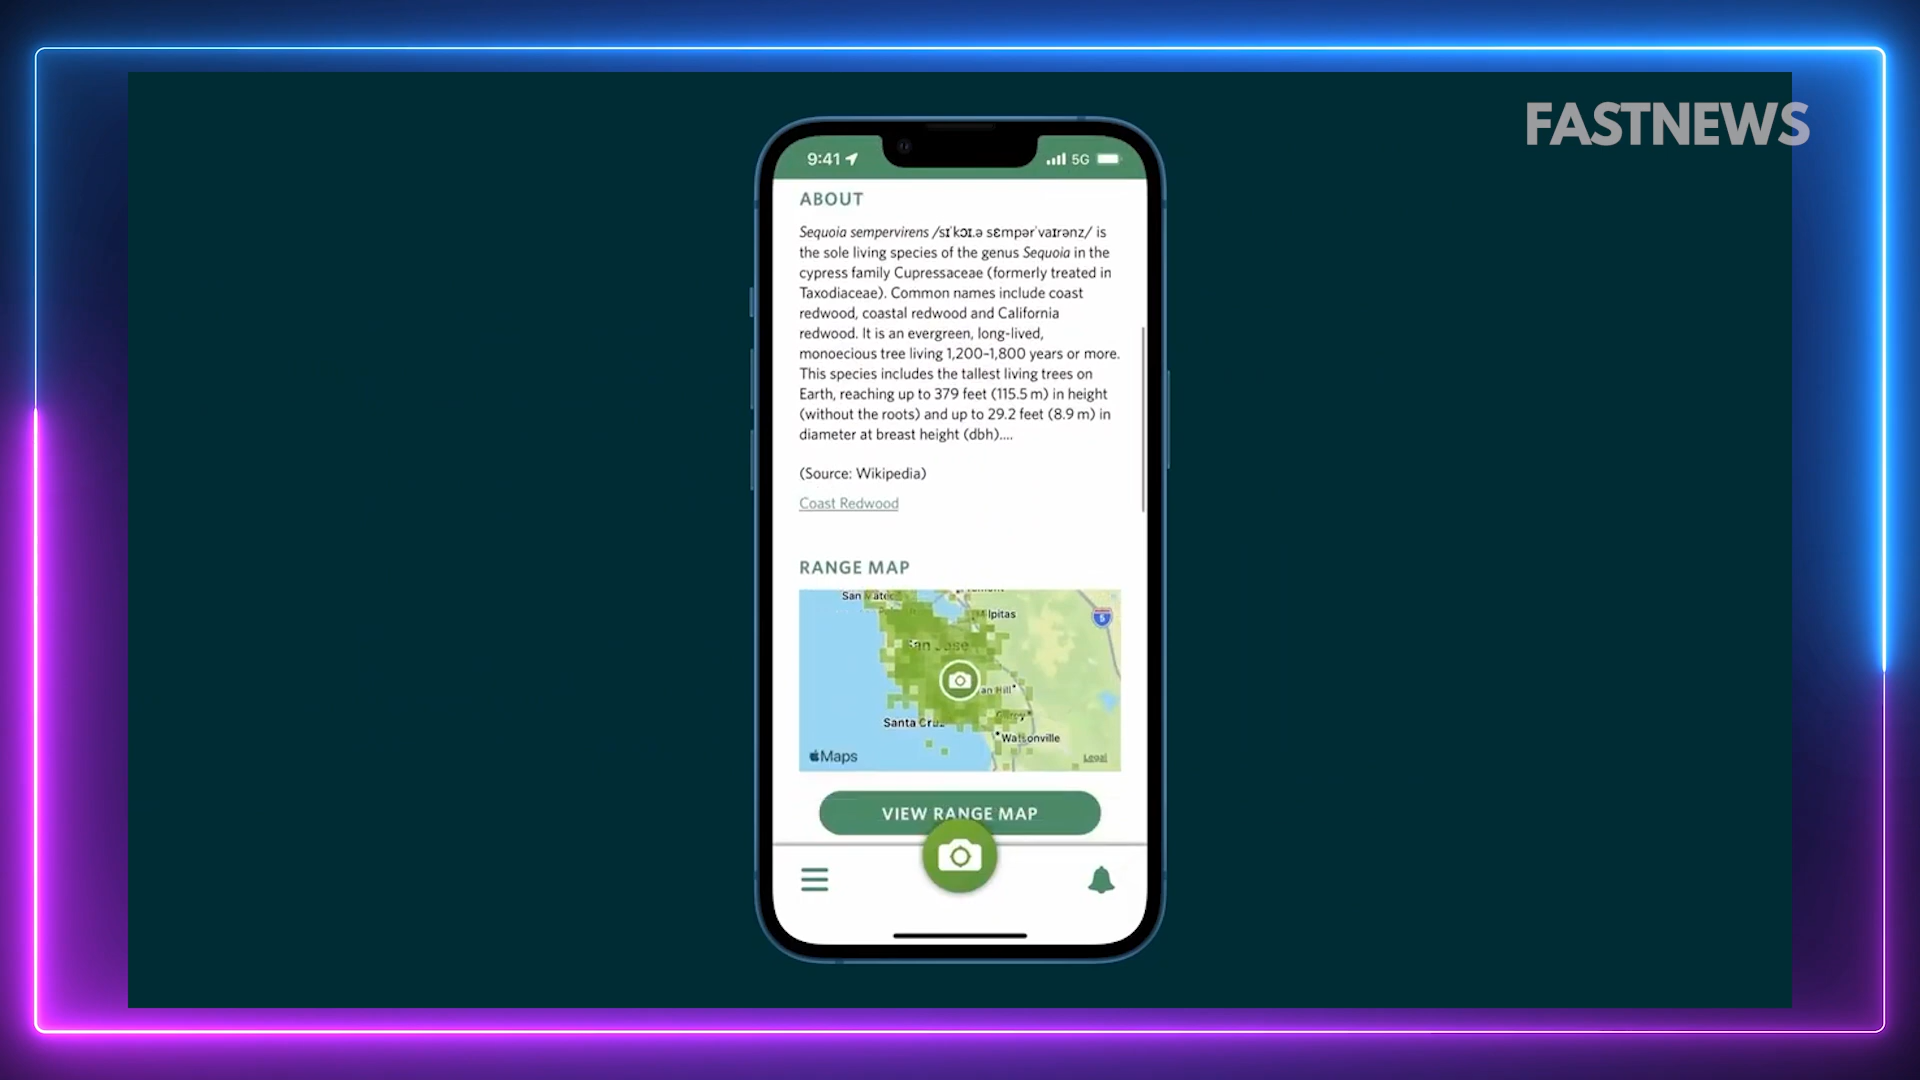 FASTNEWS
9:41
5G
ABOUT
Sequoia sempervirens /sɪˈkɔɪ.ə sɛmpərˈvaɪrənz/ is
the sole living species of the genus Sequoia in the
cypress family Cupressaceae (formerly treated in
Taxodiaceae). Common names include coast
redwood, coastal redwood and California
redwood. It is an evergreen, long-lived,
monoecious tree living 1,200–1,800 years or more.
This species includes the tallest living trees on
Earth, reaching up to 379 feet (115.5 m) in height
(without the roots) and up to 29.2 feet (8.9 m) in
diameter at breast height (dbh)....
(Source: Wikipedia)
Coast Redwood
RANGE MAP
5
San Jose
Santa Cruz
Gilroy
Watsonville
Maps
Legal
VIEW RANGE MAP